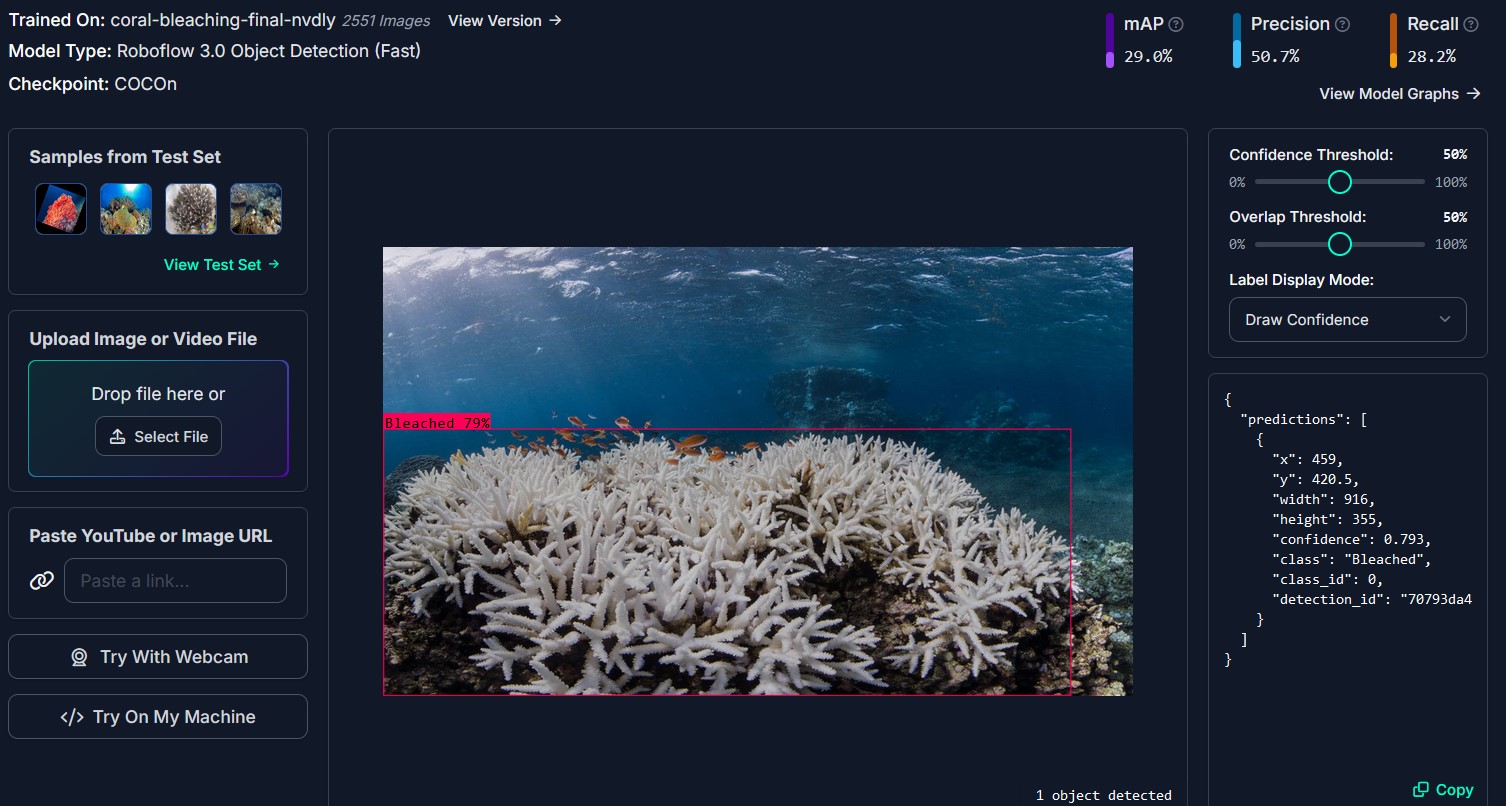 Trained On: coral-bleaching-final-nvdly 2551 Images View Version →
Model Type: Roboflow 3.0 Object Detection (Fast)
Checkpoint: COCOn
mAP ?
29.0%
Precision ?
50.7%
Recall ?
28.2%
View Model Graphs →
Samples from Test Set
View Test Set →
Upload Image or Video File
Drop file here or
Select File
Paste YouTube or Image URL
Paste a link...
Try With Webcam
</> Try On My Machine
Bleached 79%
1 object detected
Confidence Threshold: 50%
0% 100%
Overlap Threshold: 50%
0% 100%
Label Display Mode:
Draw Confidence
{
"predictions": [
{
"x": 459,
"y": 420.5,
"width": 916,
"height": 355,
"confidence": 0.793,
"class": "Bleached",
"class_id": 0,
"detection_id": "70793da4
}
]
}
Copy